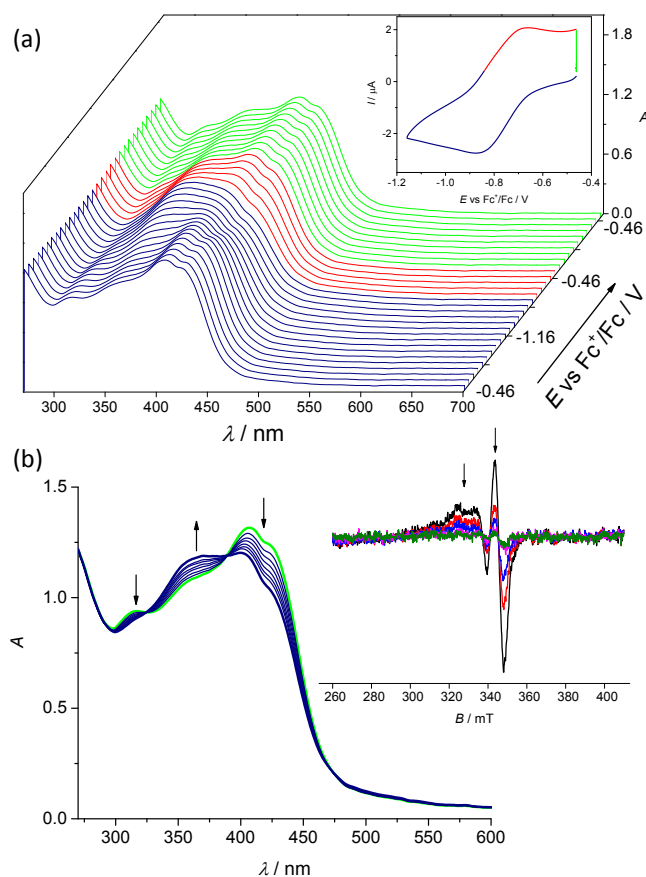 (a)
2
0
-2
I / µA
-1.2 -1.0 -0.8 -0.6 -0.4
E vs Fc⁺/Fc / V
1.8
1.2
0.6
0.0
A
-0.46
-0.46
-1.16
-0.46
E vs Fc⁺/Fc / V
300 350 400 450 500 550 600 650 700
λ / nm
(b)
1.5
1.0
0.5
0.0
A
300 350 400 450 500 550 600
λ / nm
260 280 300 320 340 360 380 400
B / mT